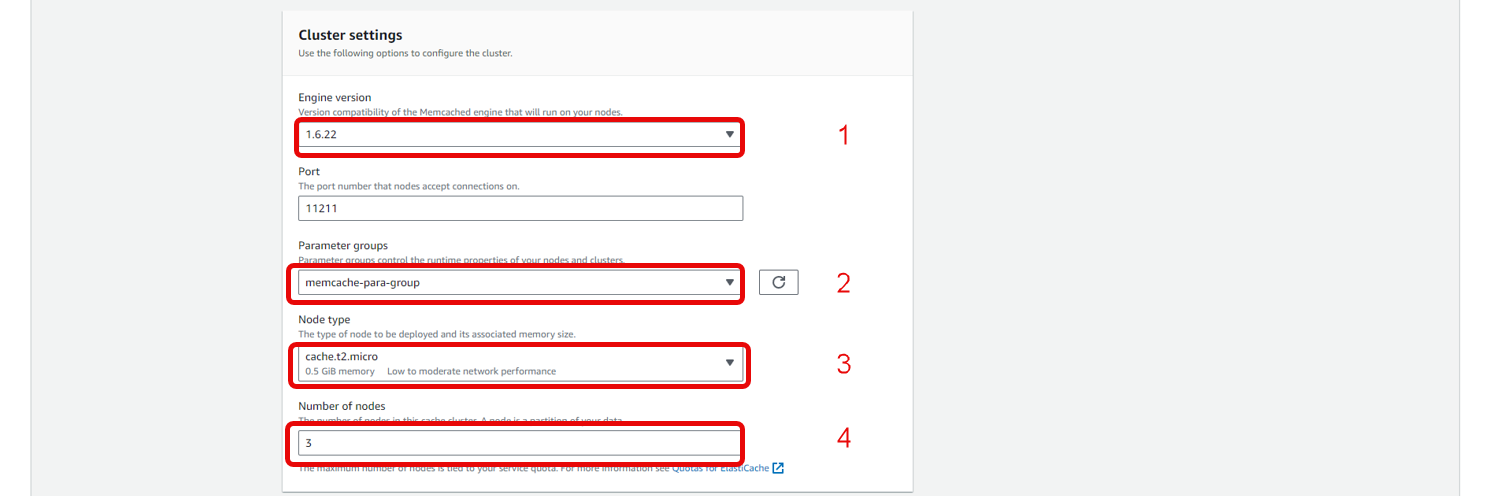 Cluster settings
Use the following options to configure the cluster.
Engine version
Version compatibility of the Memcached engine that will run on your nodes.
1.6.22
1
Port
The port number that nodes accept connections on.
11211
Parameter groups
Parameter groups control the runtime properties of your nodes and clusters.
memcache-para-group
2
Node type
The type of node to be deployed and its associated memory size.
cache.t2.micro
0.5 GiB memory Low to moderate network performance
3
Number of nodes
The number of nodes in this cache cluster. A node is a partition of your data.
3
4
The maximum number of nodes is tied to your service quota. For more information see Quotas for ElastiCache